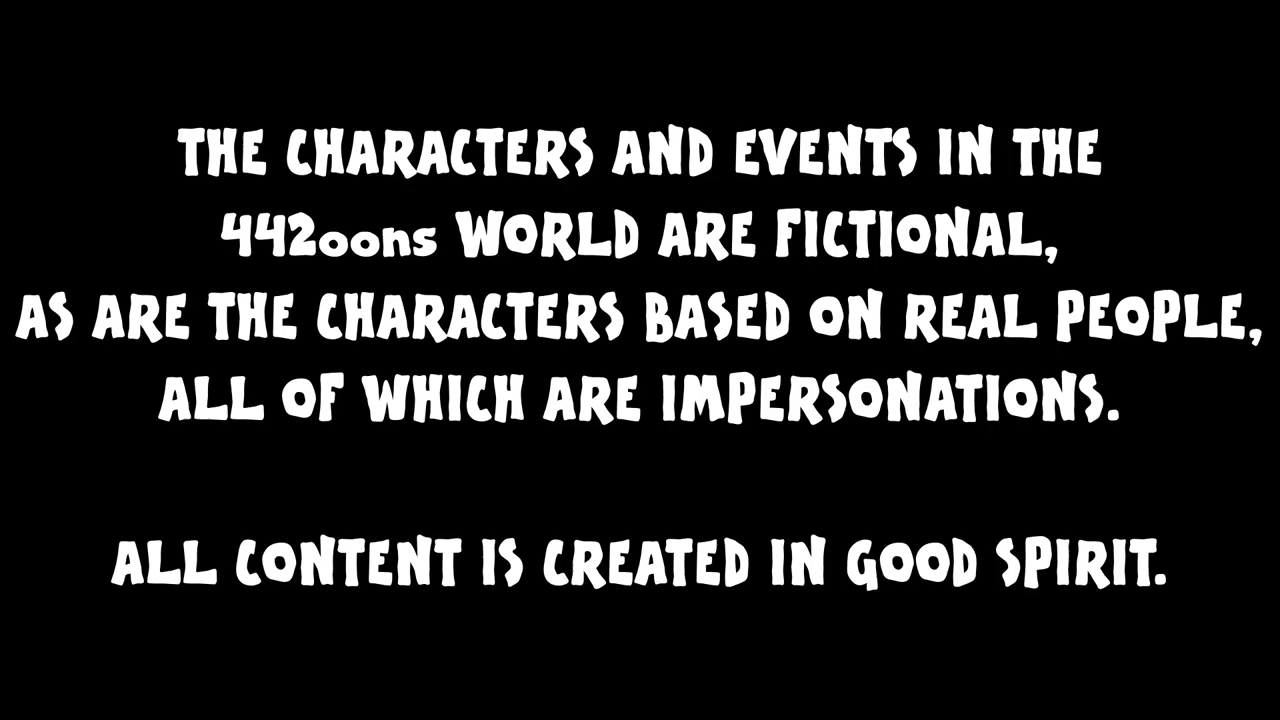 THE CHARACTERS AND EVENTS IN THE
442oons WORLD ARE FICTIONAL,
AS ARE THE CHARACTERS BASED ON REAL PEOPLE,
ALL OF WHICH ARE IMPERSONATIONS.
ALL CONTENT IS CREATED IN GOOD SPIRIT.